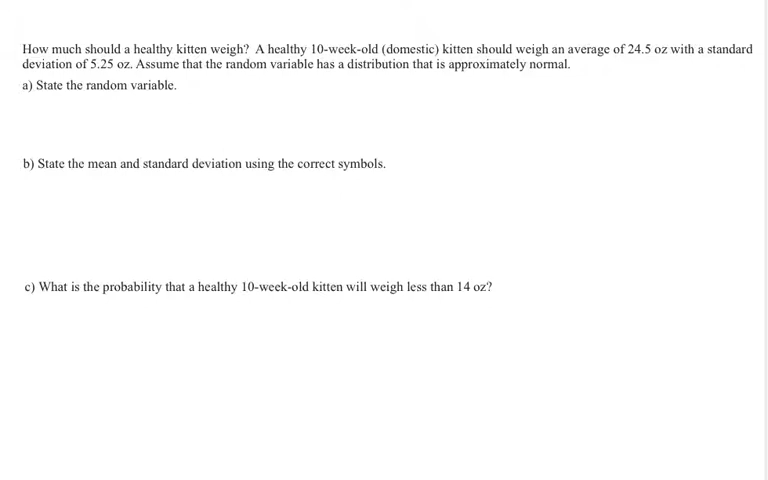 How much should a healthy kitten weigh? A healthy 10-week-old (domestic) kitten should weigh an average of 24.5 oz with a standard
deviation of 5.25 oz. Assume that the random variable has a distribution that is approximately normal.
a) State the random variable.
b) State the mean and standard deviation using the correct symbols.
c) What is the probability that a healthy 10-week-old kitten will weigh less than 14 oz?